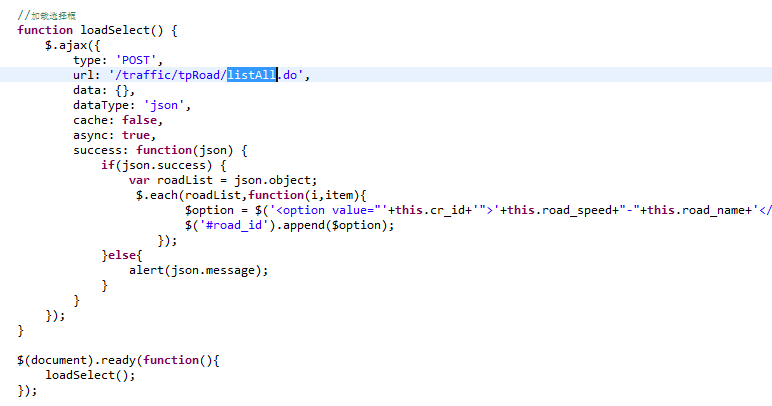 //加载选择框
function loadSelect() {
$.ajax({
type: 'POST',
url: '/traffic/tpRoad/listAll.do',
data: {},
dataType: 'json',
cache: false,
async: true,
success: function(json) {
if(json.success) {
var roadList = json.object;
$.each(roadList,function(i,item){
$option = $('<option value="'+this.cr_id+'">'+this.road_speed+"-"+this.road_name+'</
$('#road_id').append($option);
});
}else{
alert(json.message);
}
}
});
}
$(document).ready(function(){
loadSelect();
});